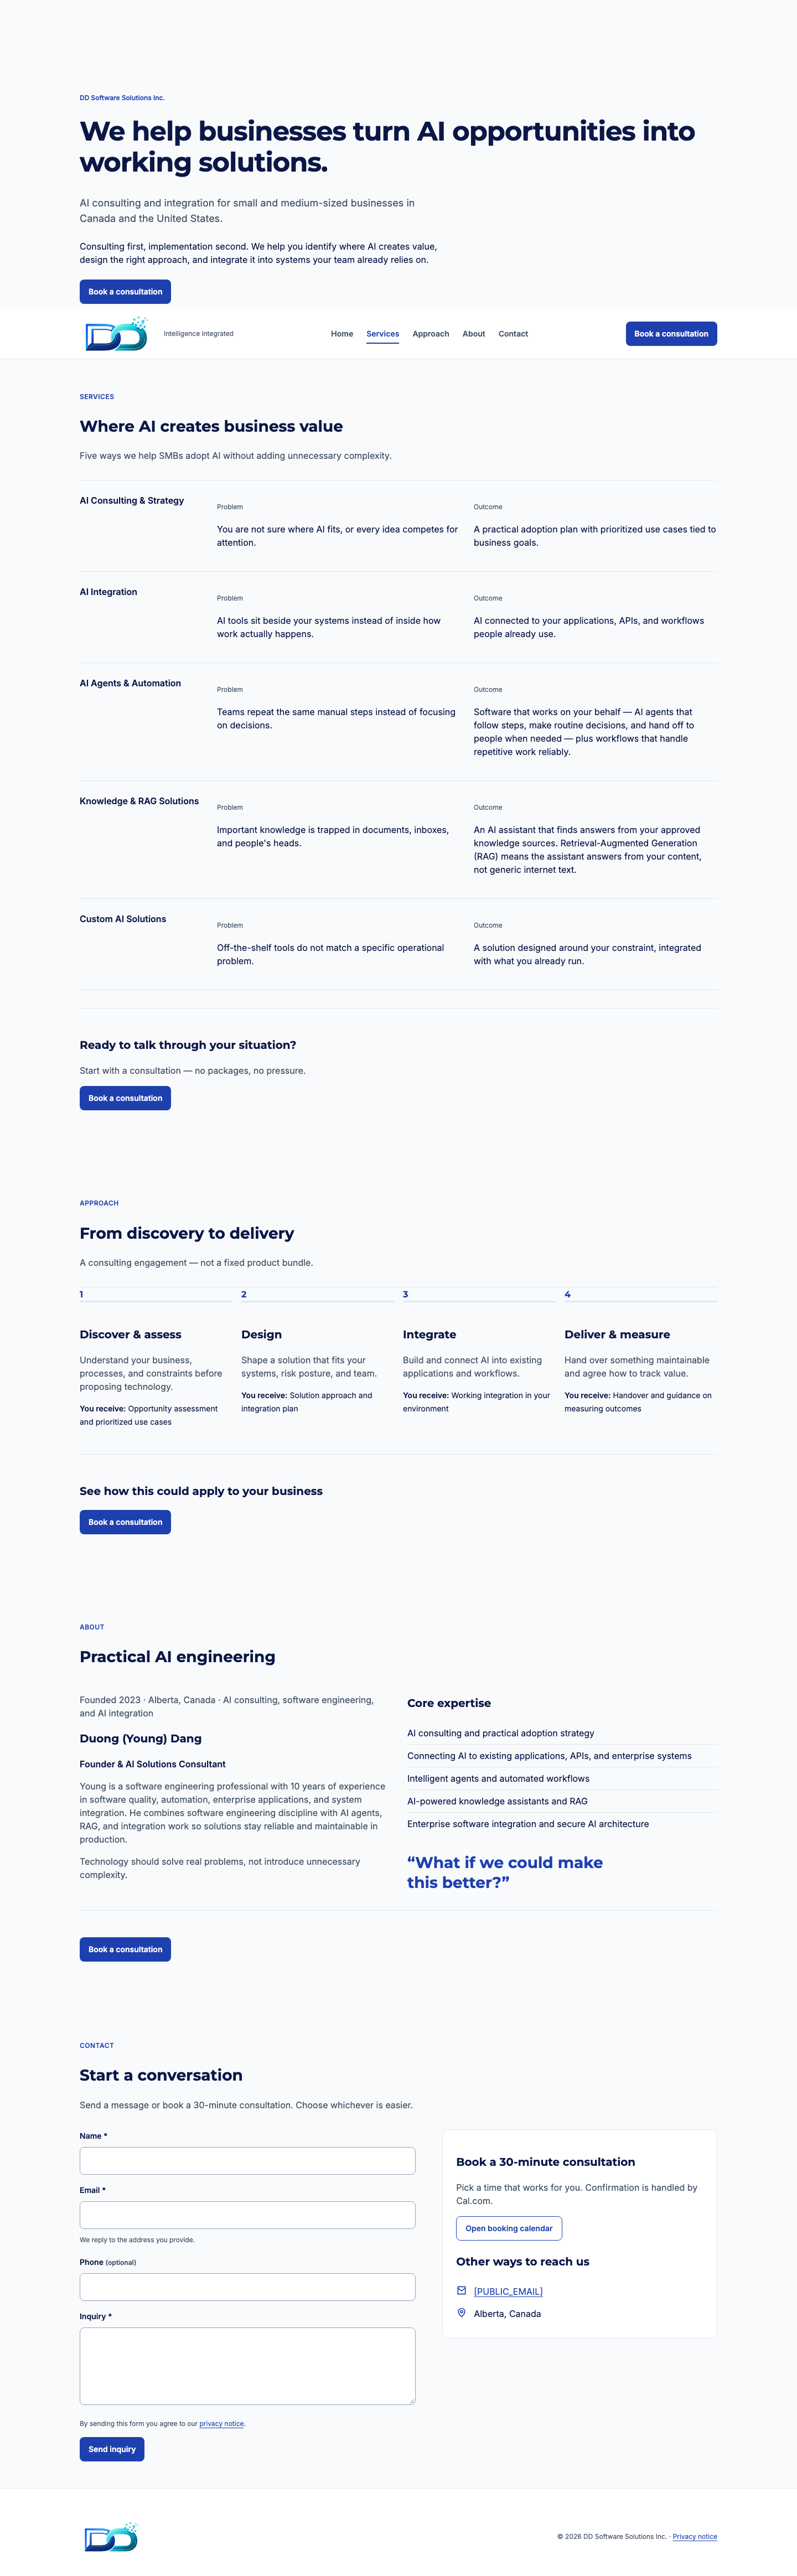 DD Software Solutions Inc.
We help businesses turn AI opportunities into
working solutions.
AI consulting and integration for small and medium-sized businesses in
Canada and the United States.
Consulting first, implementation second. We help you identify where AI creates value,
design the right approach, and integrate it into systems your team already relies on.
Book a consultation
DD
Intelligence integrated
Home
Services
Approach
About
Contact
Book a consultation
SERVICES
Where AI creates business value
Five ways we help SMBs adopt AI without adding unnecessary complexity.
AI Consulting & Strategy
Problem
You are not sure where AI fits, or every idea competes for
attention.
Outcome
A practical adoption plan with prioritized use cases tied to
business goals.
AI Integration
Problem
AI tools sit beside your systems instead of inside how
work actually happens.
Outcome
AI connected to your applications, APIs, and workflows
people already use.
AI Agents & Automation
Problem
Teams repeat the same manual steps instead of focusing
on decisions.
Outcome
Software that works on your behalf — AI agents that
follow steps, make routine decisions, and hand off to
people when needed — plus workflows that handle
repetitive work reliably.
Knowledge & RAG Solutions
Problem
Important knowledge is trapped in documents, inboxes,
and people's heads.
Outcome
An AI assistant that finds answers from your approved
knowledge sources. Retrieval-Augmented Generation
(RAG) means the assistant answers from your content,
not generic internet text.
Custom AI Solutions
Problem
Off-the-shelf tools do not match a specific operational
problem.
Outcome
A solution designed around your constraint, integrated
with what you already run.
Ready to talk through your situation?
Start with a consultation — no packages, no pressure.
Book a consultation
APPROACH
From discovery to delivery
A consulting engagement — not a fixed product bundle.
1
Discover & assess
Understand your business,
processes, and constraints before
proposing technology.
You receive: Opportunity assessment
and prioritized use cases
2
Design
Shape a solution that fits your
systems, risk posture, and team.
You receive: Solution approach and
integration plan
3
Integrate
Build and connect AI into existing
applications and workflows.
You receive: Working integration in your
environment
4
Deliver & measure
Hand over something maintainable
and agree how to track value.
You receive: Handover and guidance on
measuring outcomes
See how this could apply to your business
Book a consultation
ABOUT
Practical AI engineering
Founded 2023 · Alberta, Canada · AI consulting, software engineering,
and AI integration
Duong (Young) Dang
Founder & AI Solutions Consultant
Young is a software engineering professional with 10 years of experience
in software quality, automation, enterprise applications, and system
integration. He combines software engineering discipline with AI agents,
RAG, and integration work so solutions stay reliable and maintainable in
production.
Technology should solve real problems, not introduce unnecessary
complexity.
Core expertise
AI consulting and practical adoption strategy
Connecting AI to existing applications, APIs, and enterprise systems
Intelligent agents and automated workflows
AI-powered knowledge assistants and RAG
Enterprise software integration and secure AI architecture
“What if we could make
this better?”
Book a consultation
CONTACT
Start a conversation
Send a message or book a 30-minute consultation. Choose whichever is easier.
Name *
Email *
We reply to the address you provide.
Phone (optional)
Inquiry *
By sending this form you agree to our privacy notice.
Send inquiry
Book a 30-minute consultation
Pick a time that works for you. Confirmation is handled by
Cal.com.
Open booking calendar
Other ways to reach us
[PUBLIC_EMAIL]
Alberta, Canada
DD
© 2026 DD Software Solutions Inc. · Privacy notice